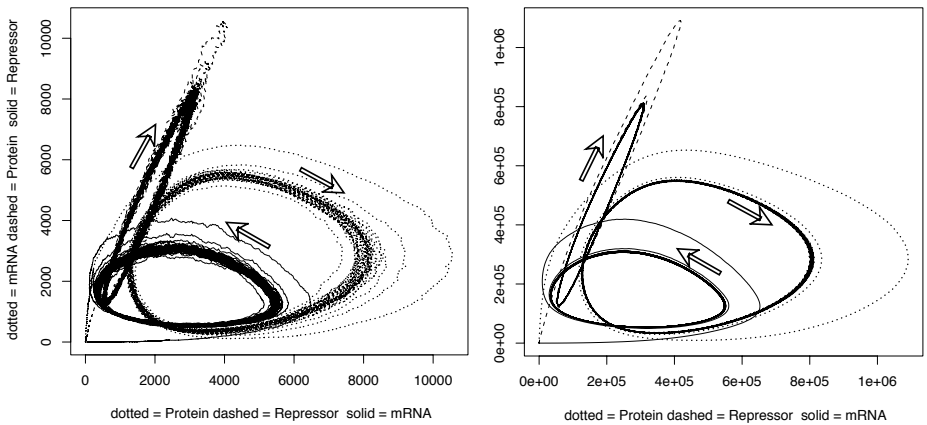 dotted = mRNA dashed = Protein solid = Repressor
10000
8000
6000
4000
2000
0
0 2000 4000 6000 8000 10000
dotted = Protein dashed = Repressor solid = mRNA
1e+06
8e+05
6e+05
4e+05
2e+05
0e+00
0e+00 2e+05 4e+05 6e+05 8e+05 1e+06
dotted = Protein dashed = Repressor solid = mRNA